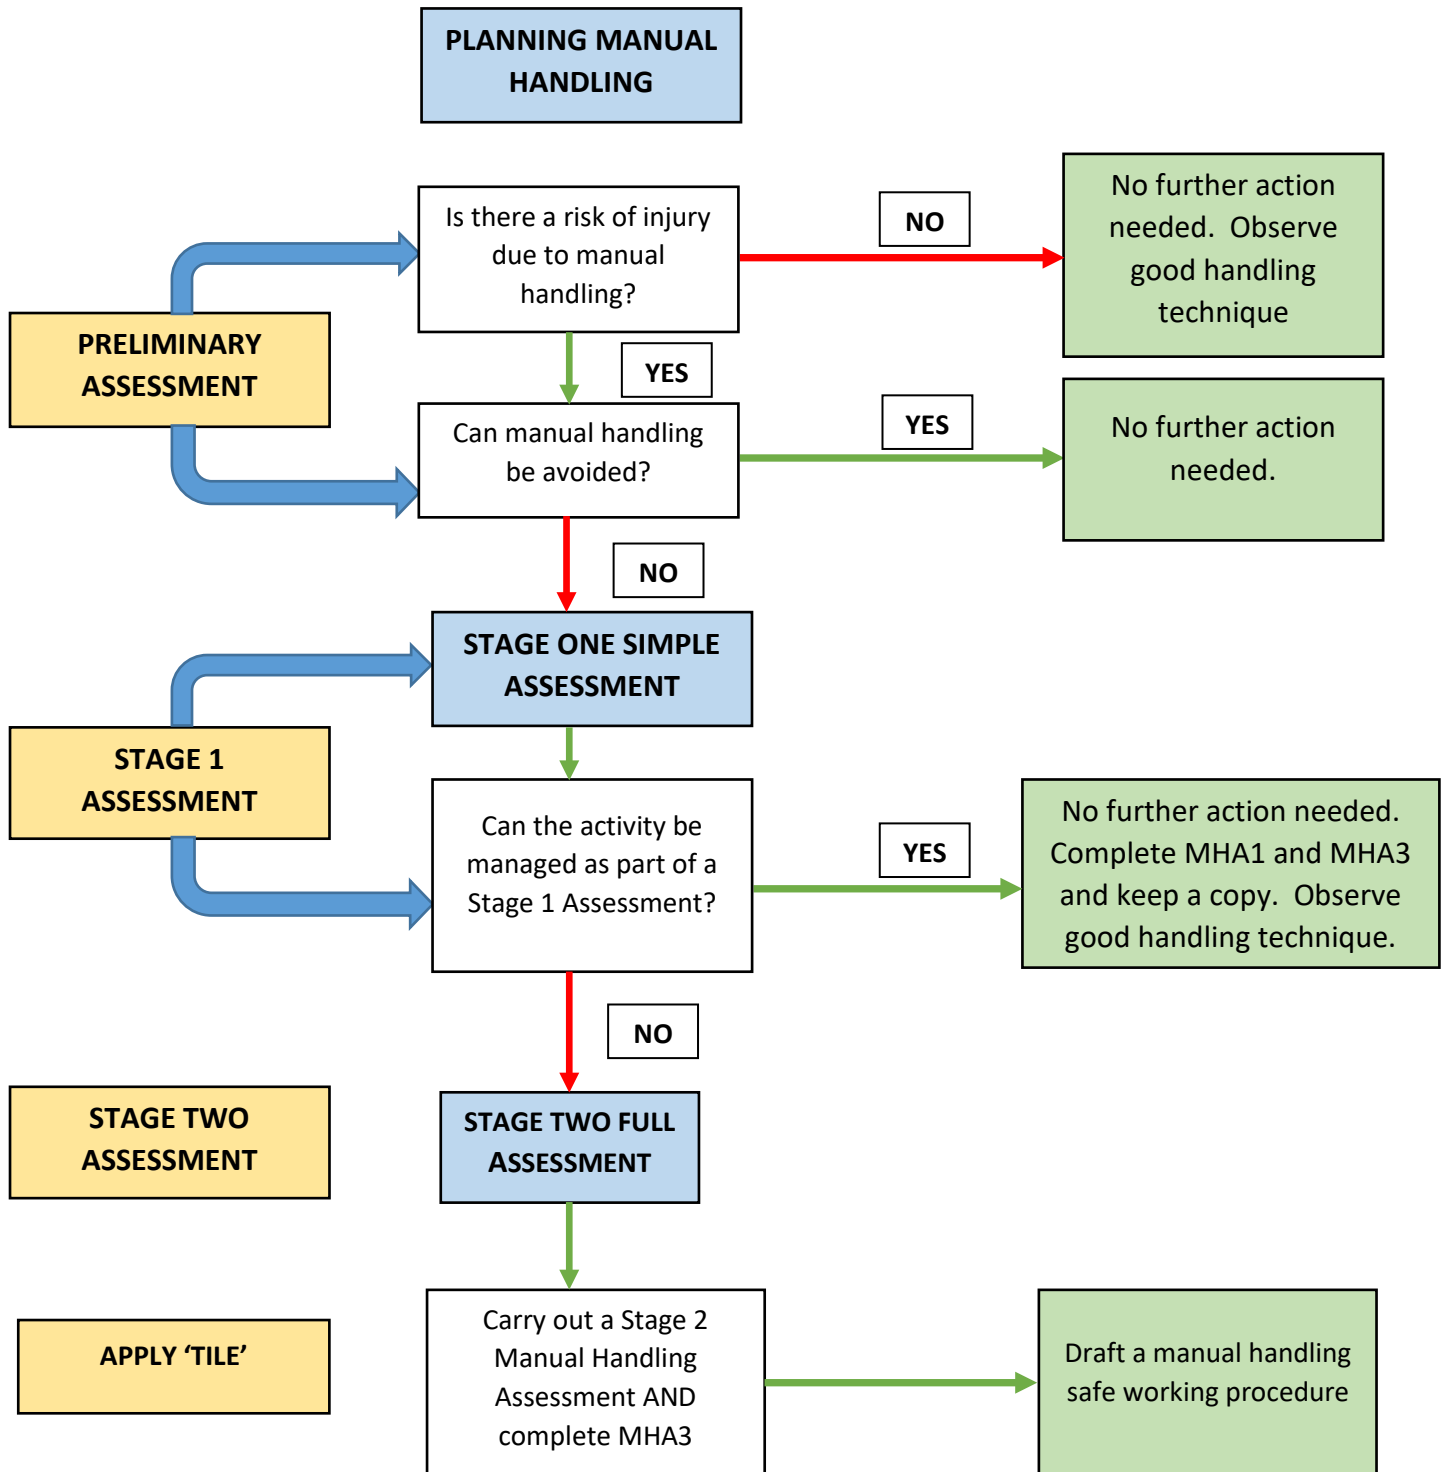 PLANNING MANUAL
HANDLING
Is there a risk of injury
due to manual
handling?
NO
No further action
needed.  Observe
good handling
technique
PRELIMINARY
ASSESSMENT
YES
Can manual handling
be avoided?
YES
No further action
needed.
NO
STAGE ONE SIMPLE
ASSESSMENT
STAGE 1
ASSESSMENT
Can the activity be
managed as part of a
Stage 1 Assessment?
YES
No further action needed.
Complete MHA1 and MHA3
and keep a copy.  Observe
good handling technique.
NO
STAGE TWO
ASSESSMENT
STAGE TWO FULL
ASSESSMENT
APPLY ‘TILE’
Carry out a Stage 2
Manual Handling
Assessment AND
complete MHA3
Draft a manual handling
safe working procedure